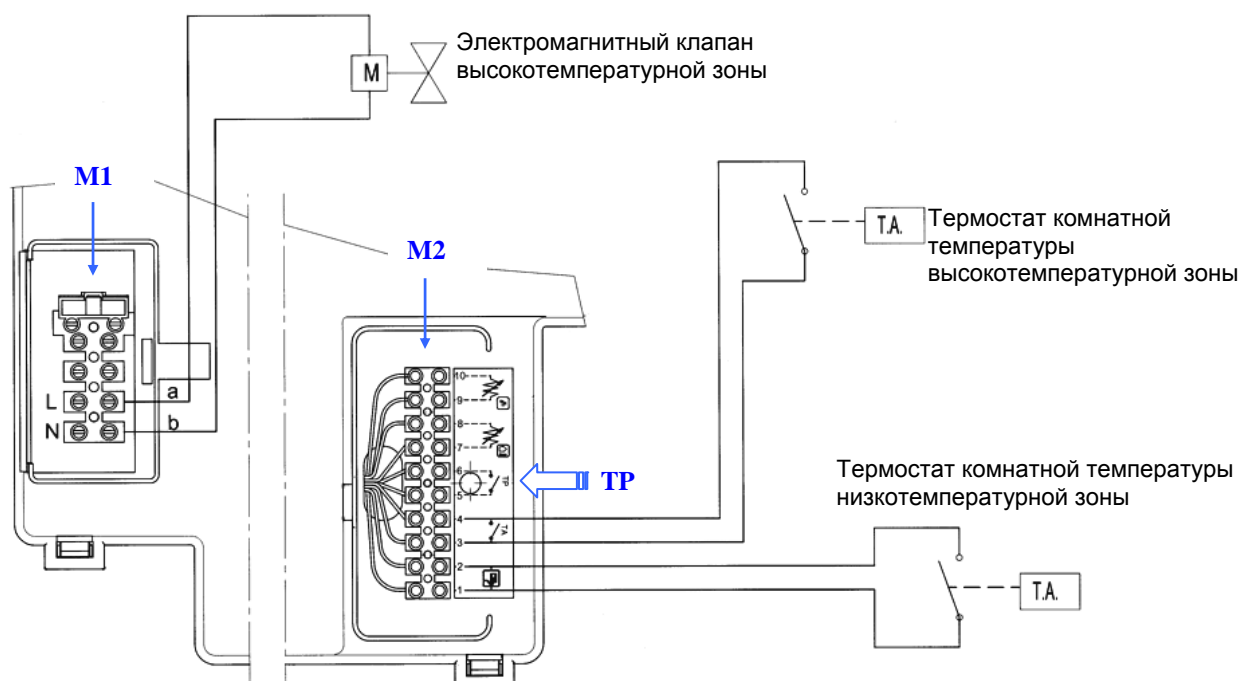 Электромагнитный клапан
высокотемпературной зоны
M
M1
M2
T.A.
Термостат комнатной
температуры
высокотемпературной зоны
L
a
N
b
10
9
8
7
6
5
4
3
2
1
TP
T.A.
TP
Термостат комнатной температуры
низкотемпературной зоны
T.A.